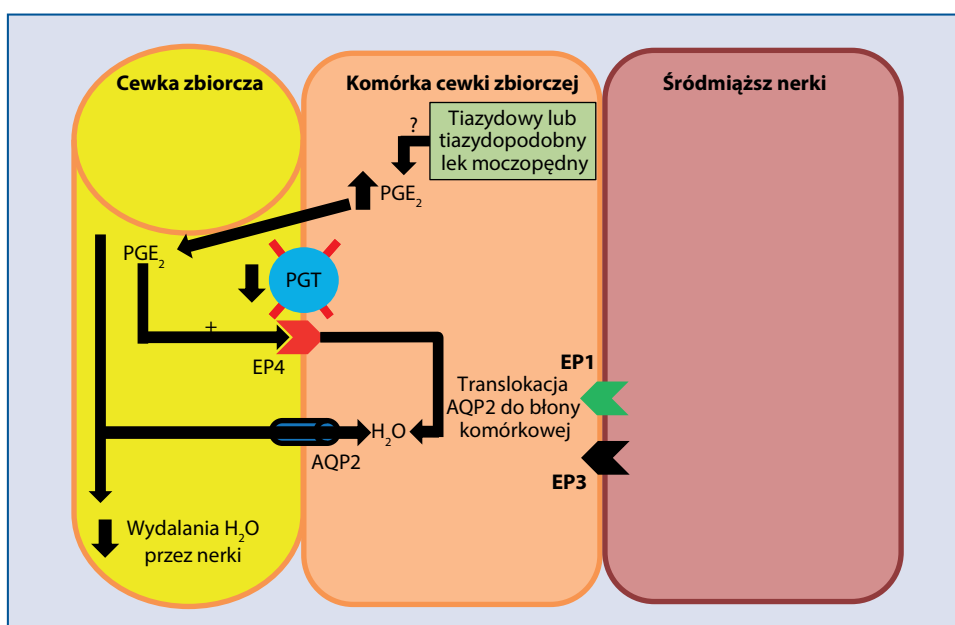 Cewka zbiorcza
Komórka cewki zbiorczej
Śródmiąższ nerki
?
Tiazydowy lub
tiazydopodobny
lek moczopędny
PGE₂
PGE₂
PGT
+
EP4
EP1
Translokacja
AQP2 do błony
komórkowej
H₂O
AQP2
EP3
Wydalania H₂O
przez nerki